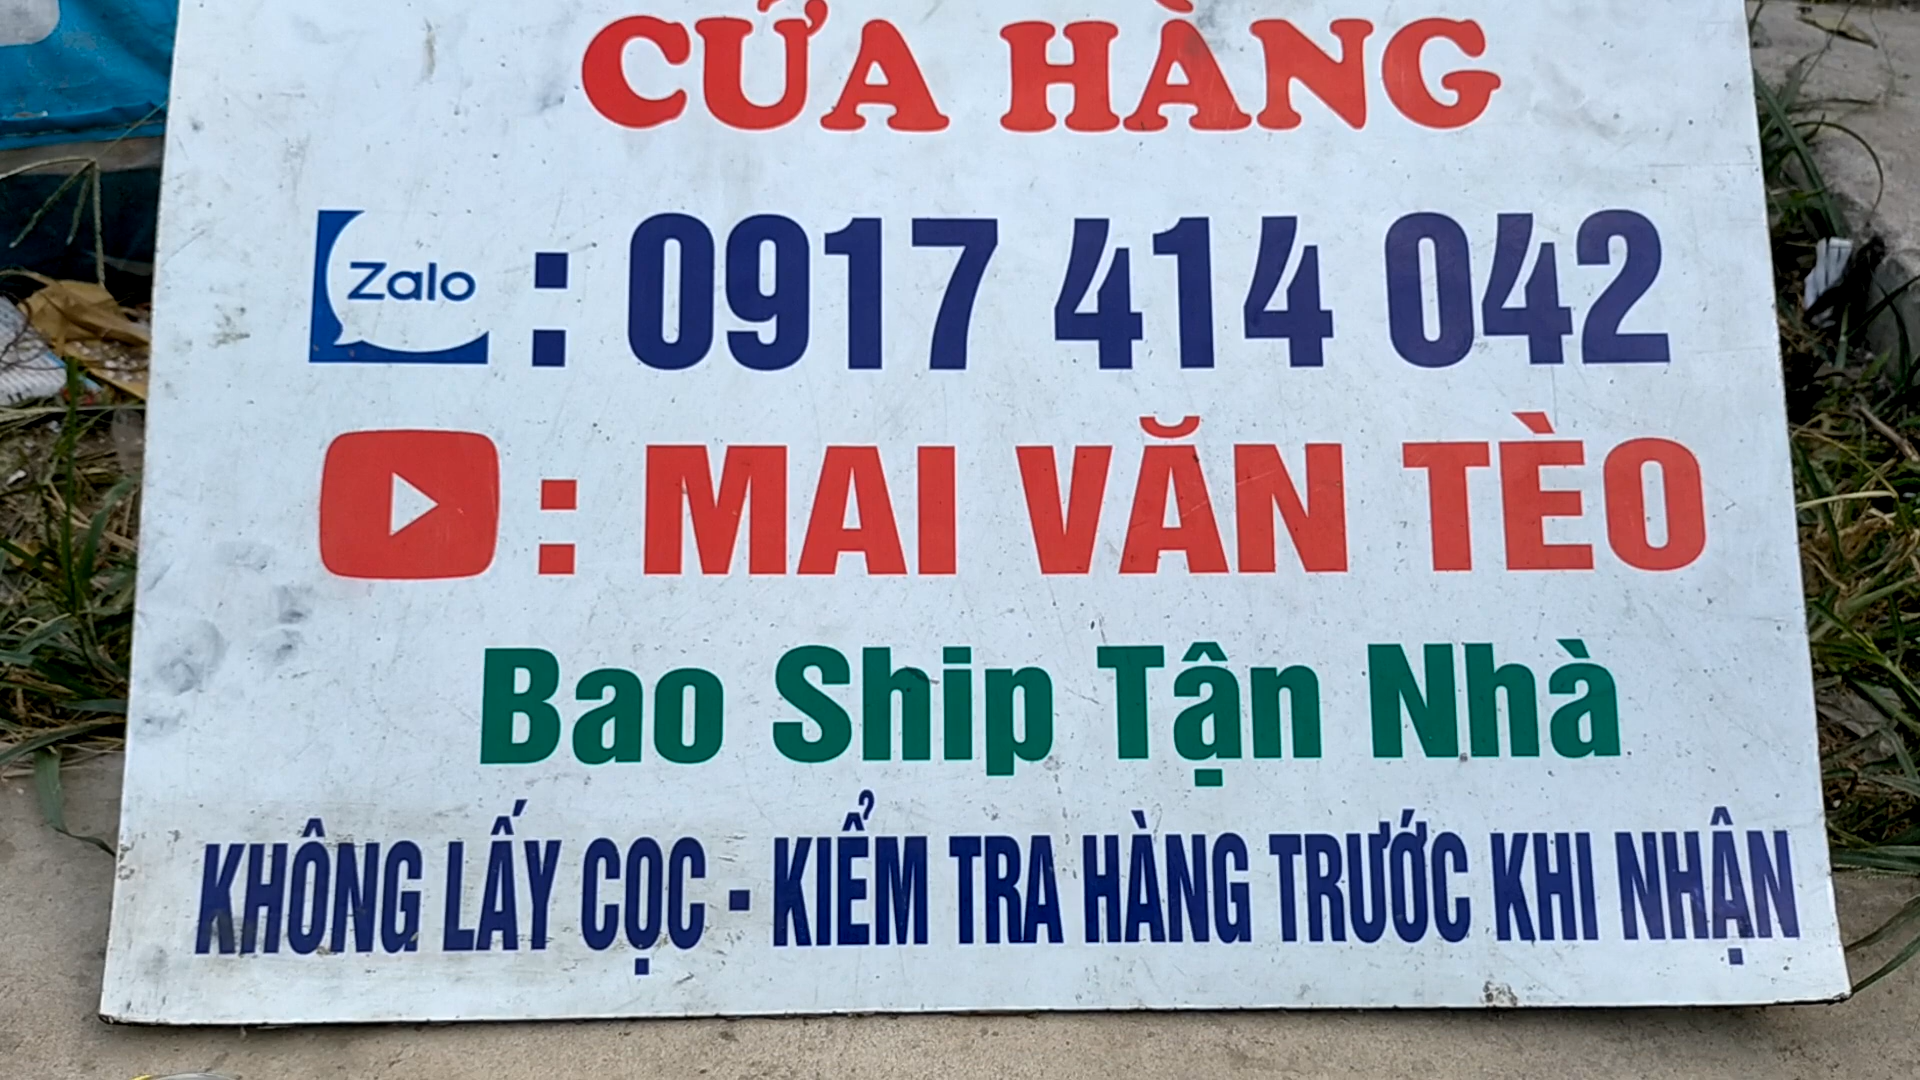 CỬA HÀNG
Zalo : 0917 414 042
: MAI VĂN TÈO
Bao Ship Tận Nhà
KHÔNG LẤY CỌC - KIỂM TRA HÀNG TRƯỚC KHI NHẬN